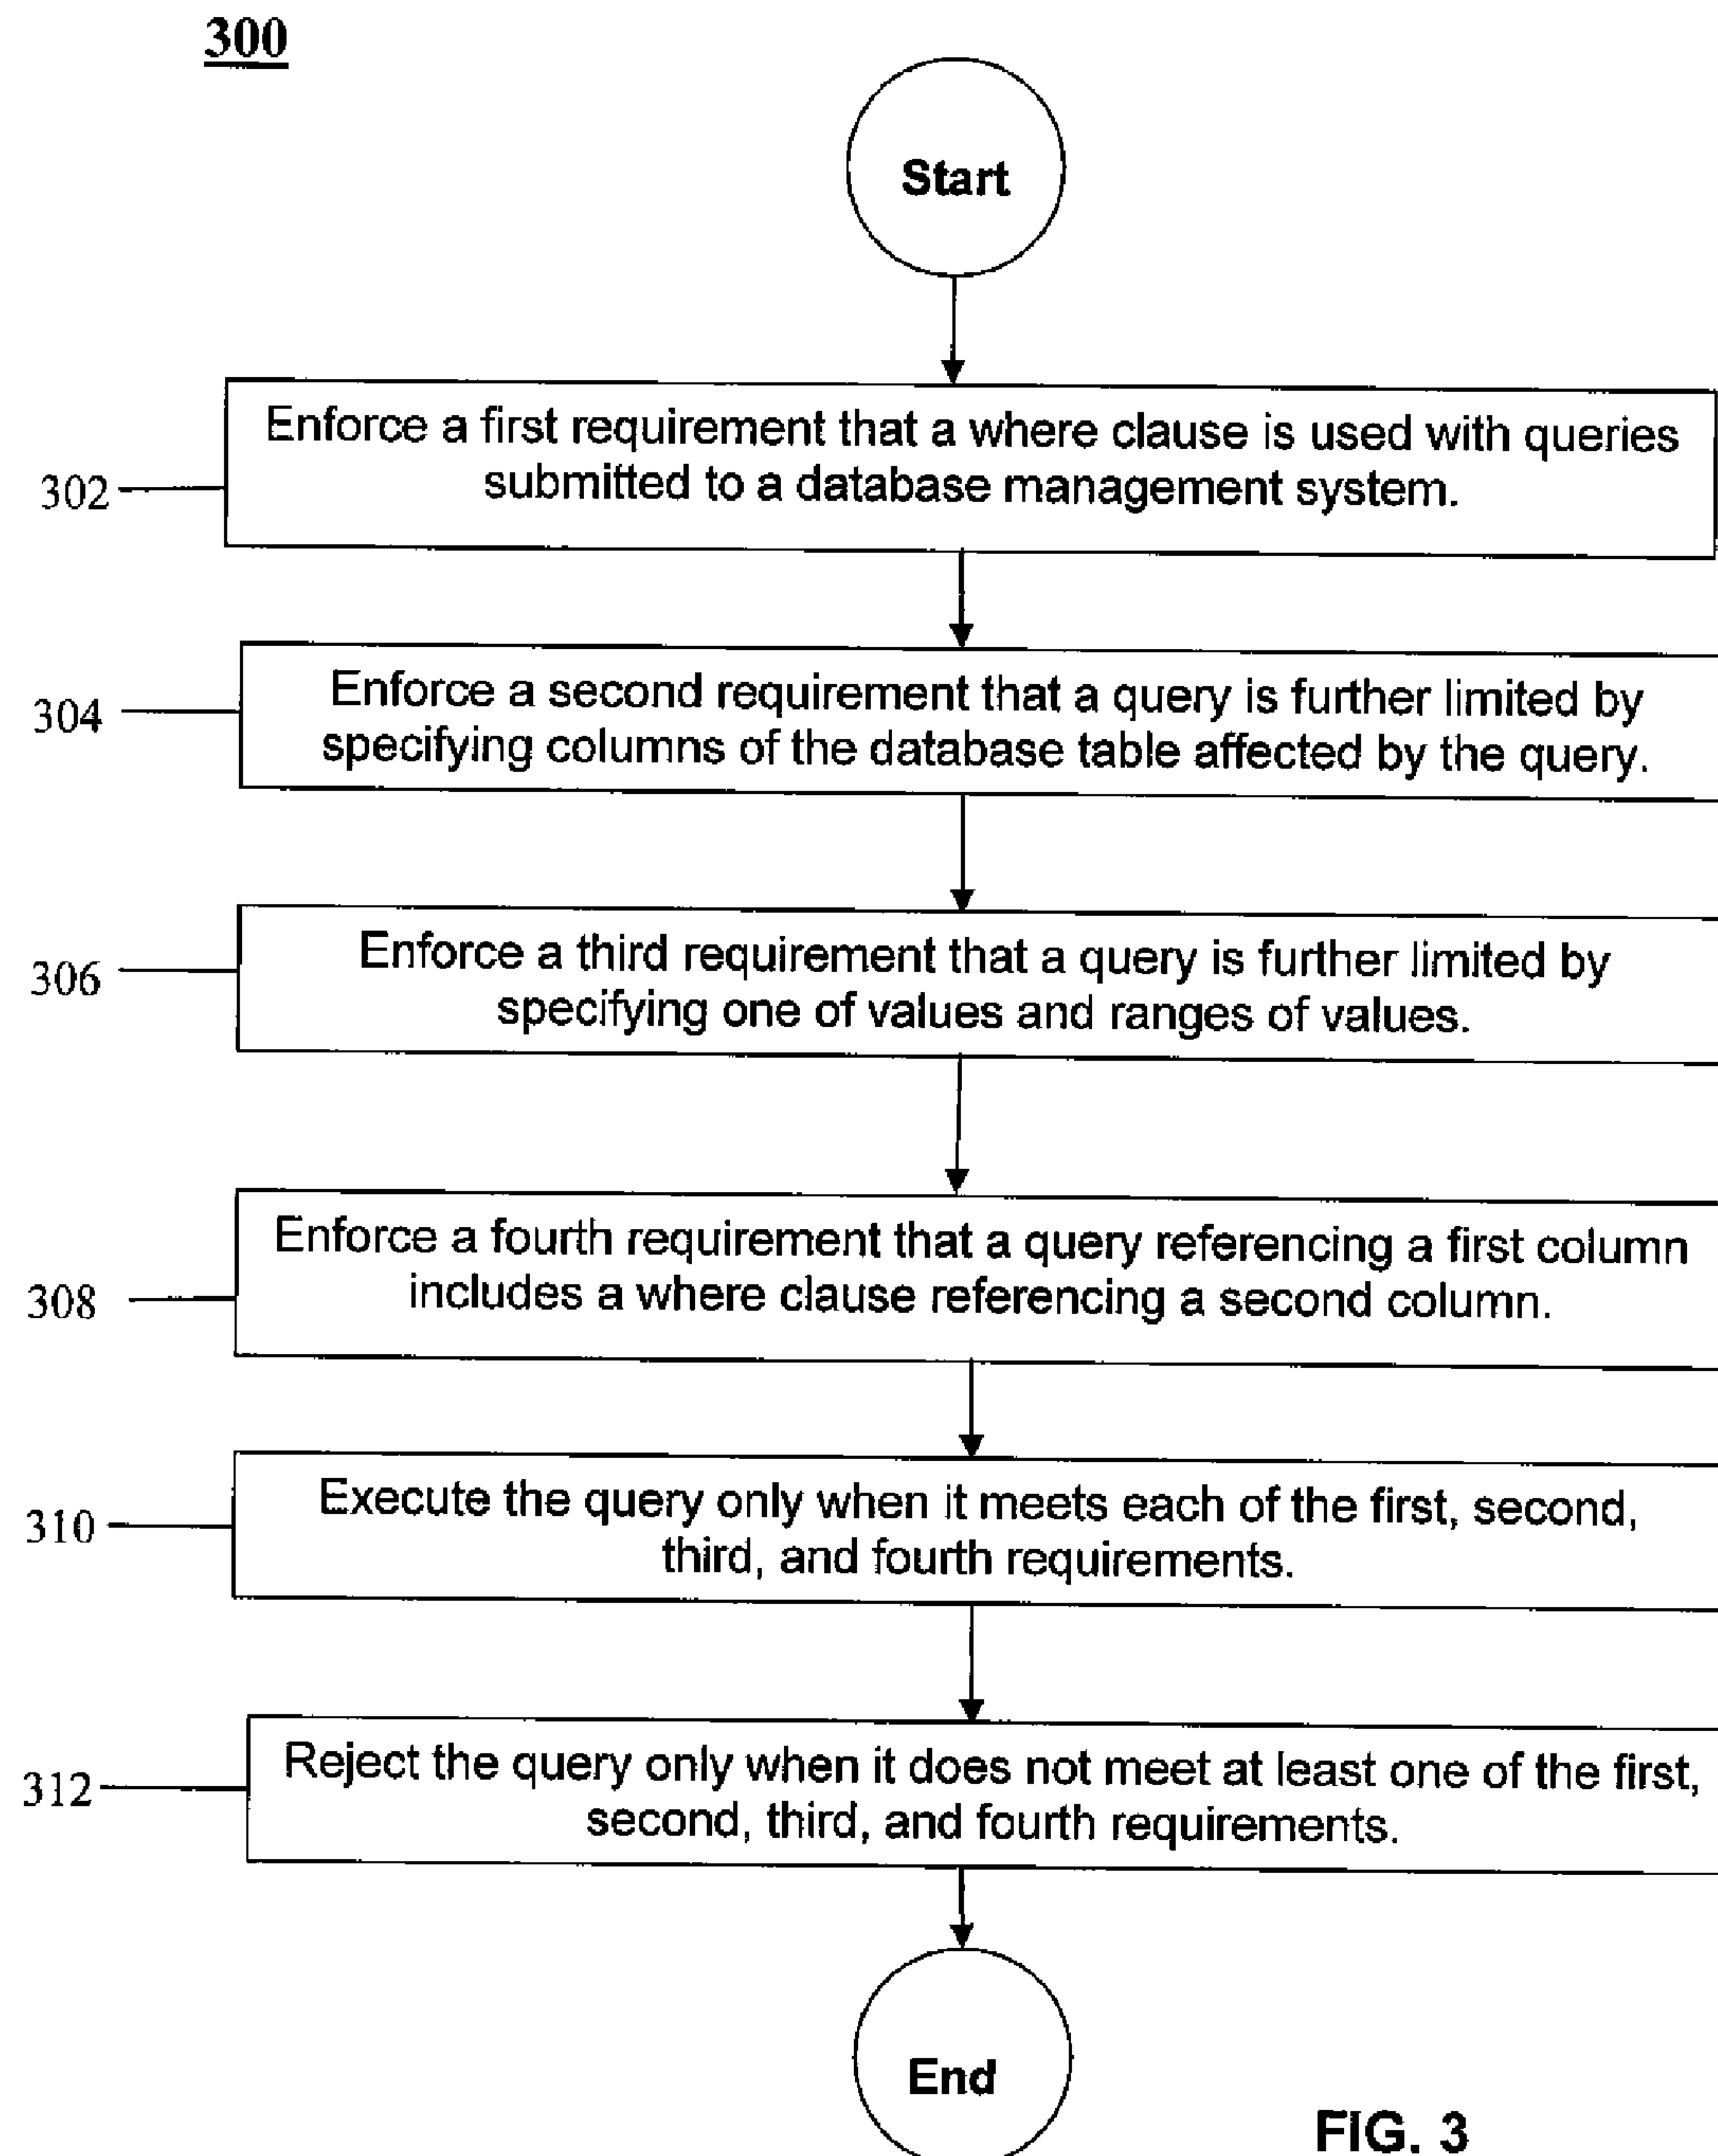 300
Start
302
Enforce a first requirement that a where clause is used with queries
submitted to a database management system.
304
Enforce a second requirement that a query is further limited by
specifying columns of the database table affected by the query.
306
Enforce a third requirement that a query is further limited by
specifying one of values and ranges of values.
308
Enforce a fourth requirement that a query referencing a first column
includes a where clause referencing a second column.
310
Execute the query only when it meets each of the first, second,
third, and fourth requirements.
312
Reject the query only when it does not meet at least one of the first,
second, third, and fourth requirements.
End
FIG. 3